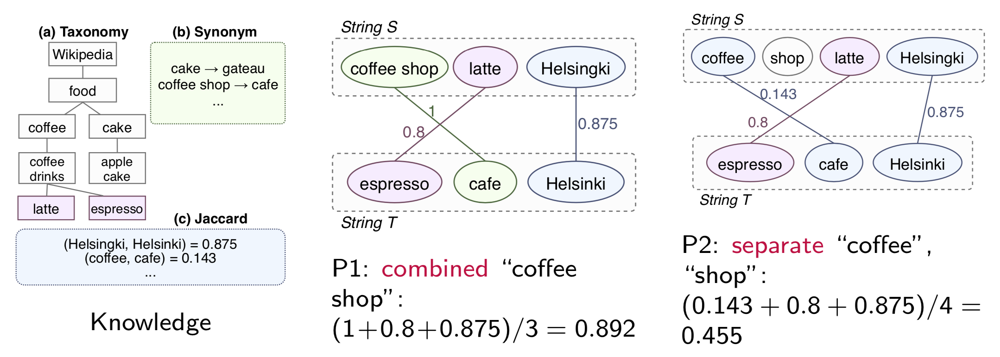 (a) Taxonomy
Wikipedia
food
coffee
cake
coffee
drinks
apple
cake
latte
espresso
(b) Synonym
cake → gateau
coffee shop → cafe
...
(c) Jaccard
(Helsingki, Helsinki) = 0.875
(coffee, cafe) = 0.143
...
Knowledge
String S
coffee shop
latte
Helsingki
1
0.8
0.875
espresso
cafe
Helsinki
String T
P1: combined “coffee
shop”:
(1+0.8+0.875)/3 = 0.892
String S
coffee
shop
latte
Helsingki
0.143
0.8
0.875
espresso
cafe
Helsinki
String T
P2: separate “coffee”,
“shop”:
(0.143 + 0.8 + 0.875)/4 =
0.455